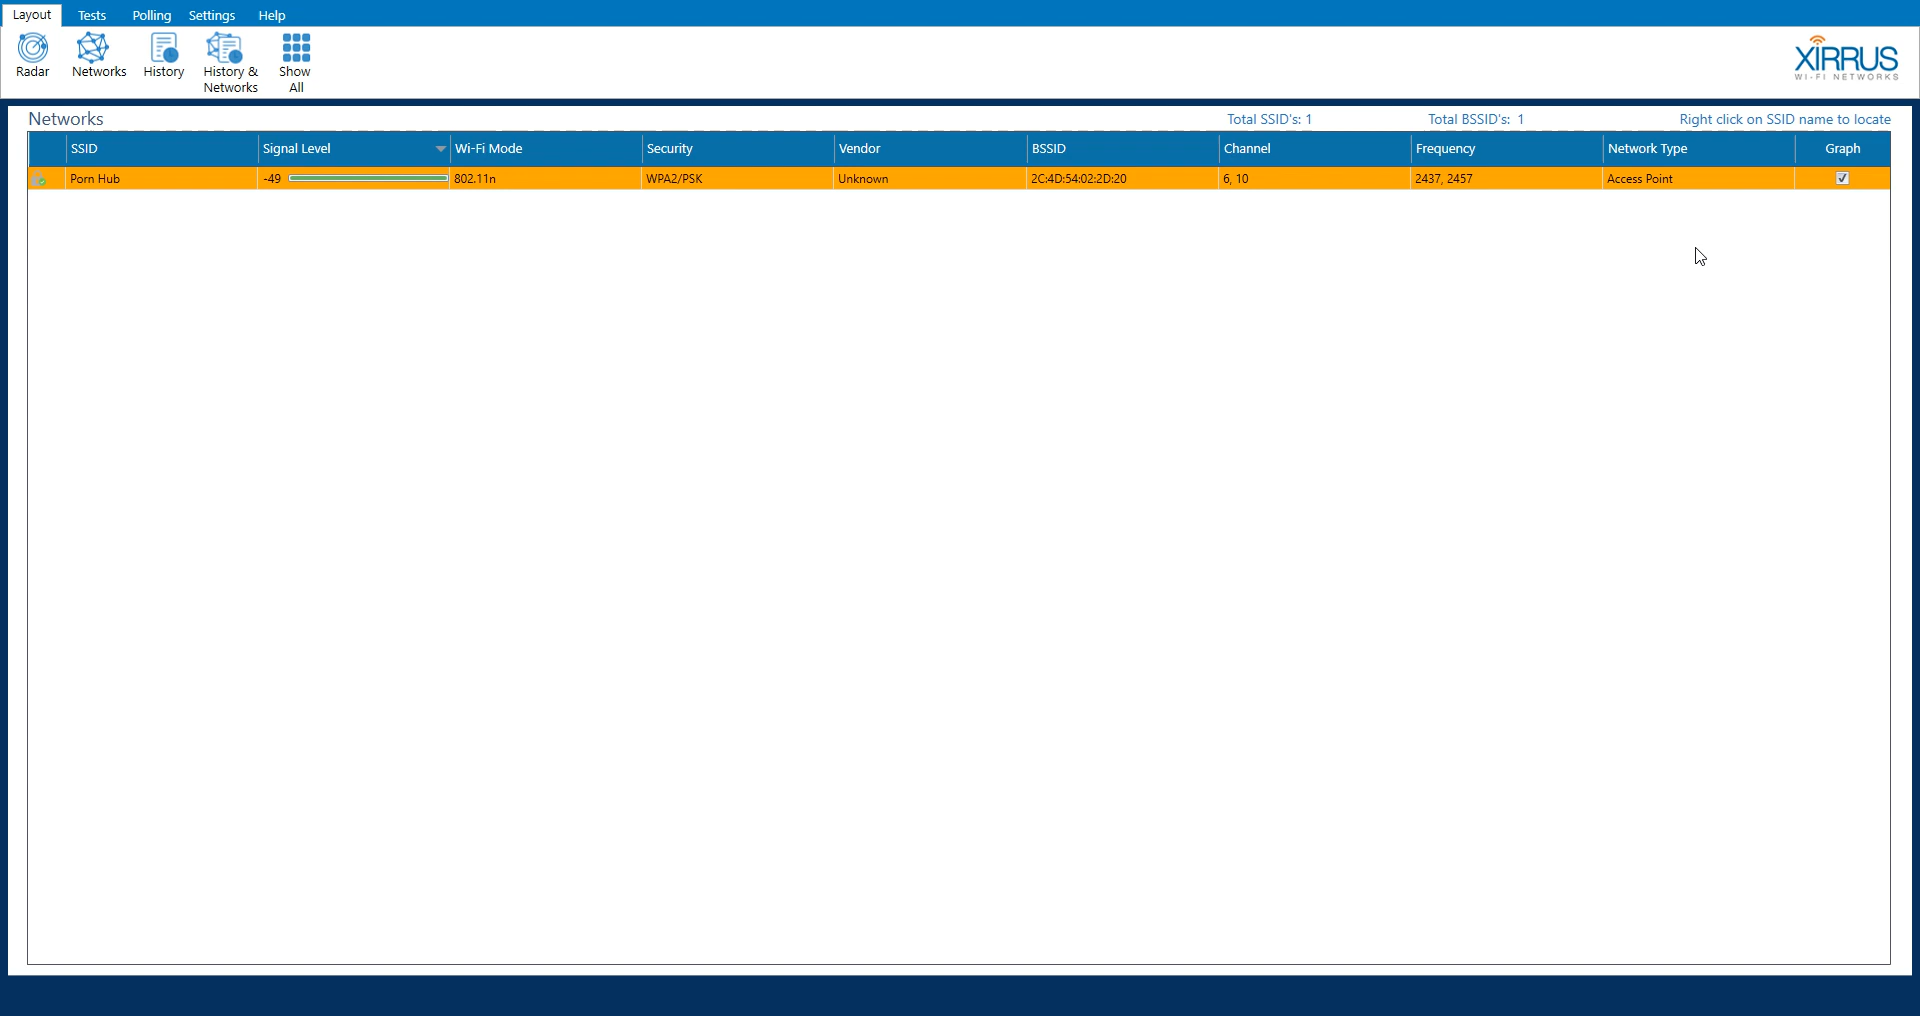 Layout Tests Polling Settings Help
Radar Networks History History & Networks Show All
XIRRUS
WI-FI NETWORKS
Networks Total SSID's: 1 Total BSSID's: 1 Right click on SSID name to locate
SSID Signal Level Wi-Fi Mode Security Vendor BSSID Channel Frequency Network Type Graph
Porn Hub -49 802.11n WPA2/PSK Unknown 2C:4D:54:02:2D:20 6, 10 2437, 2457 Access Point